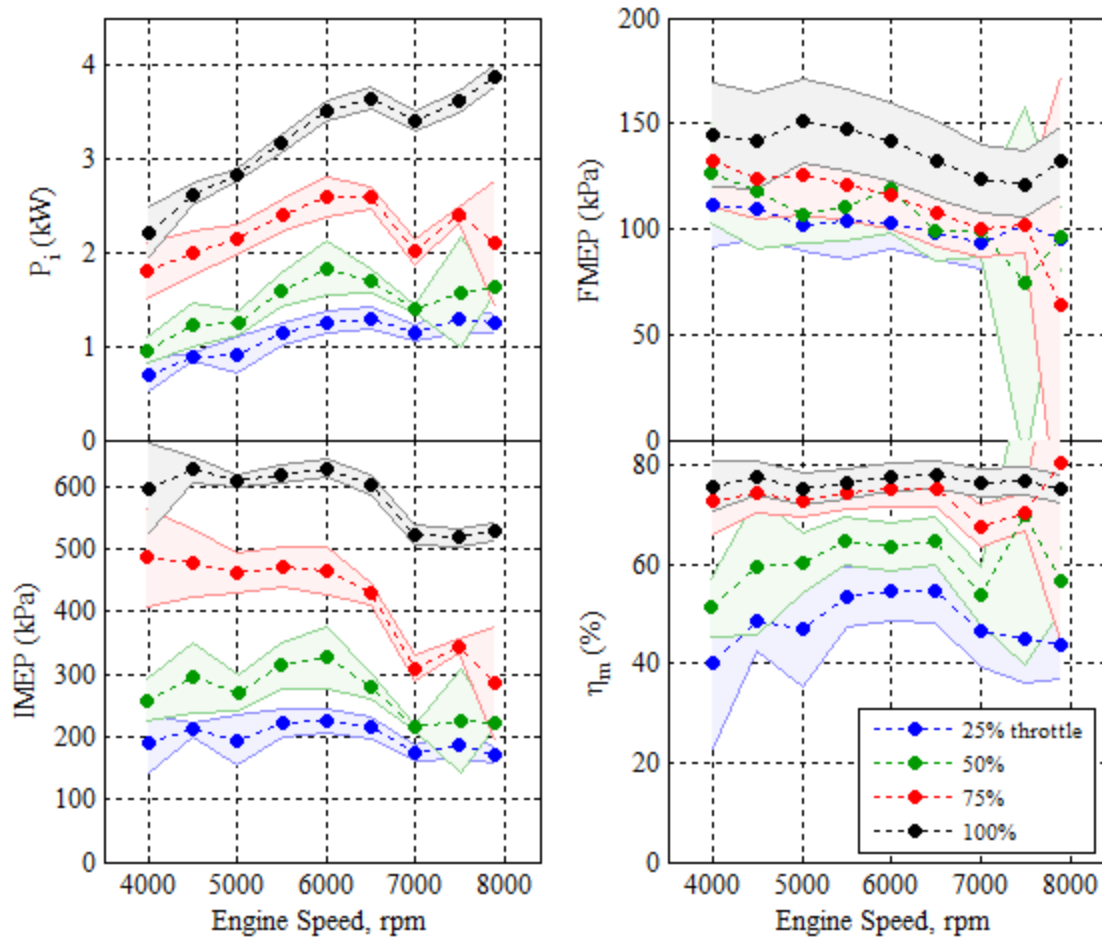 4
3
2
1
0
P_i (kW)
200
150
100
50
0
FMEP (kPa)
600
500
400
300
200
100
0
IMEP (kPa)
4000 5000 6000 7000 8000
Engine Speed, rpm
80
60
40
20
0
η_m (%)
25% throttle
50%
75%
100%
4000 5000 6000 7000 8000
Engine Speed, rpm